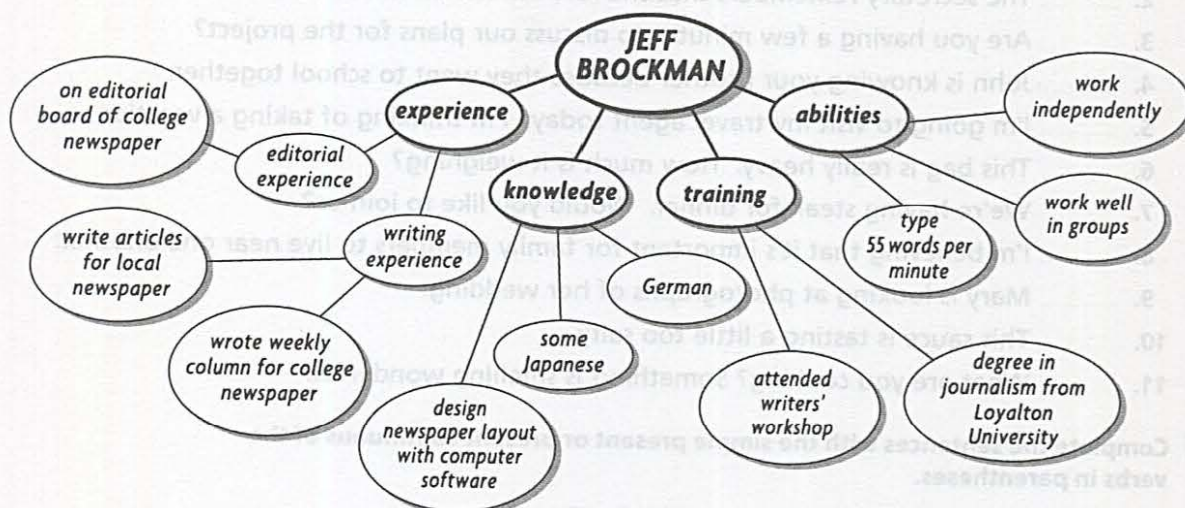 JEFF
BROCKMAN
experience
editorial
experience
on editorial
board of college
newspaper
writing
experience
write articles
for local
newspaper
wrote weekly
column for college
newspaper
knowledge
design
newspaper layout
with computer
software
some
Japanese
German
training
attended
writers'
workshop
degree in
journalism from
Loyalton
University
abilities
type
55 words per
minute
work well
in groups
work
independently